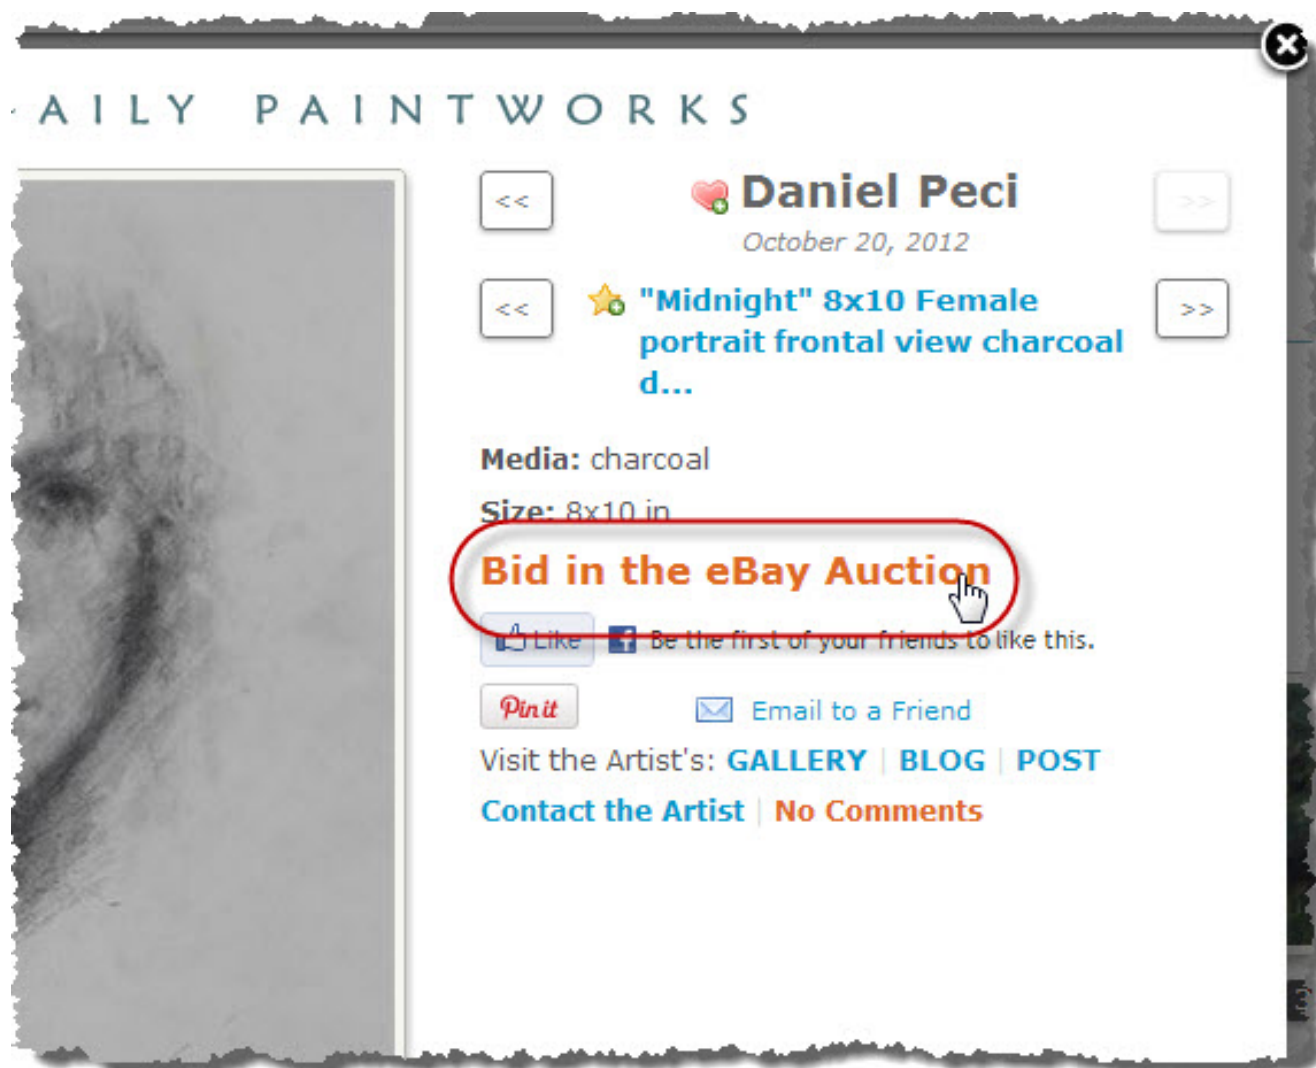 AILY PAINTWORKS
<< Daniel Peci >>
October 20, 2012
<< "Midnight" 8x10 Female >>
portrait frontal view charcoal
d...
Media: charcoal
Size: 8x10 in
Bid in the eBay Auction
Like Be the first of your friends to like this.
Pin it Email to a Friend
Visit the Artist's: GALLERY | BLOG | POST
Contact the Artist | No Comments